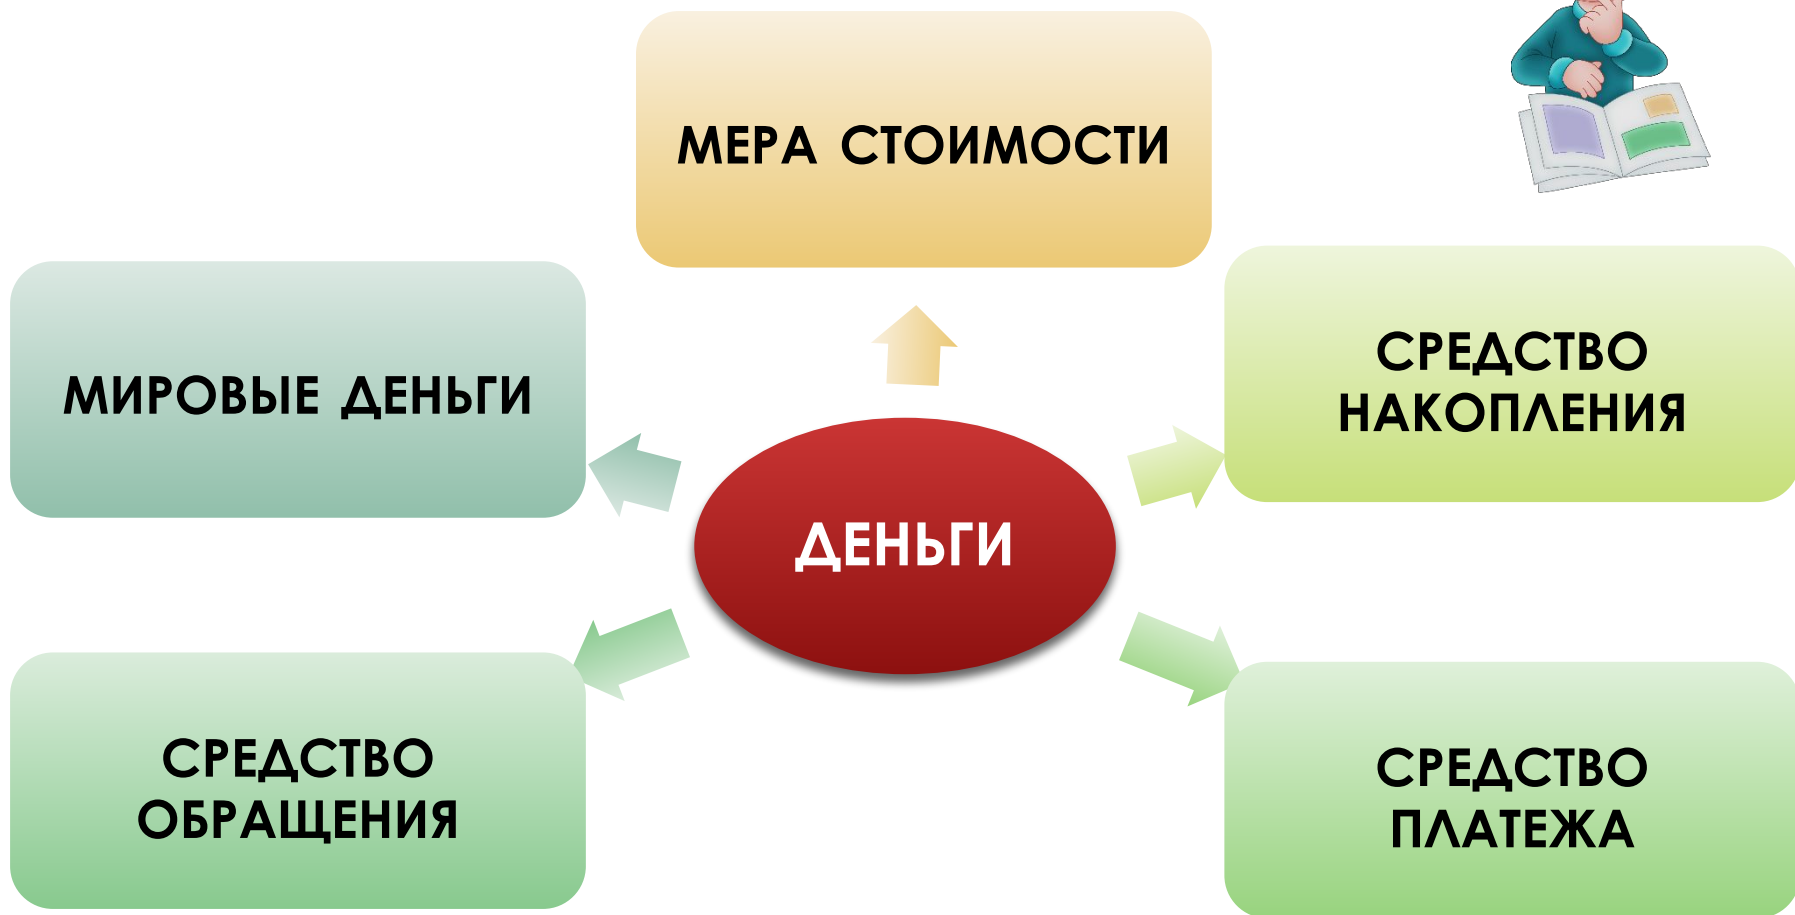 МЕРА СТОИМОСТИ
МИРОВЫЕ ДЕНЬГИ
СРЕДСТВО
НАКОПЛЕНИЯ
ДЕНЬГИ
СРЕДСТВО
ОБРАЩЕНИЯ
СРЕДСТВО
ПЛАТЕЖА